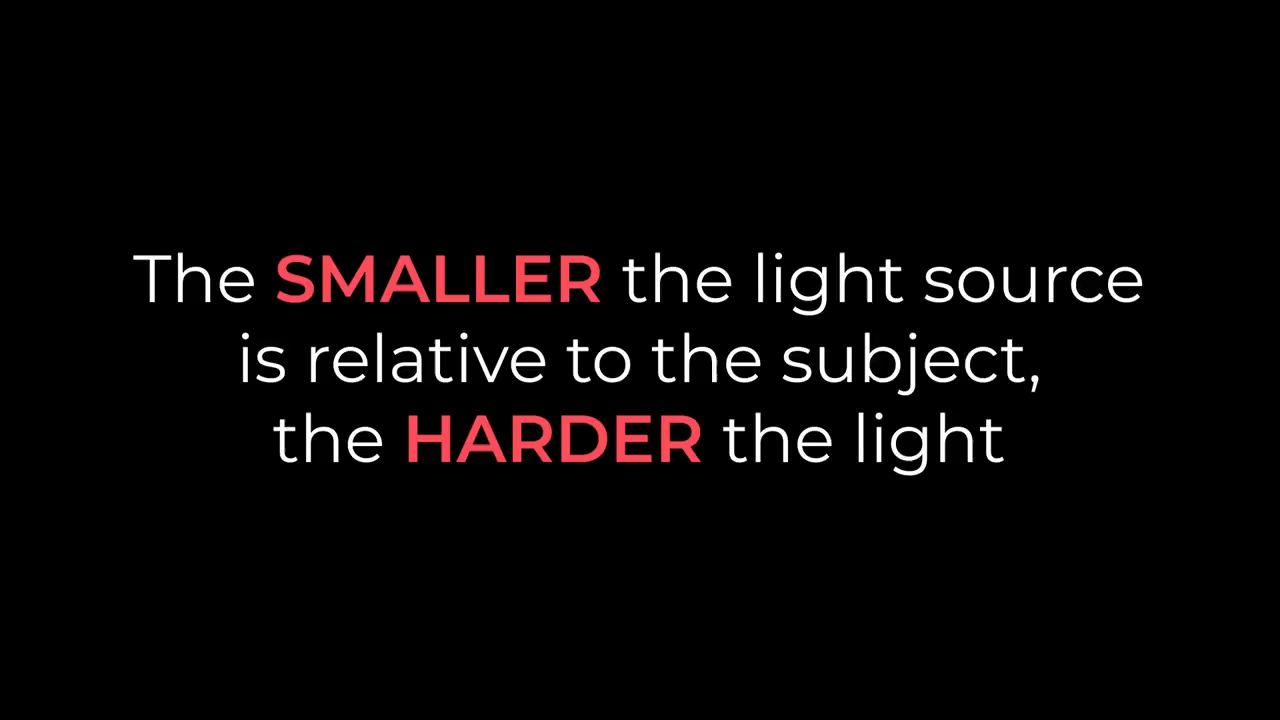 The SMALLER the light source
is relative to the subject,
the HARDER the light